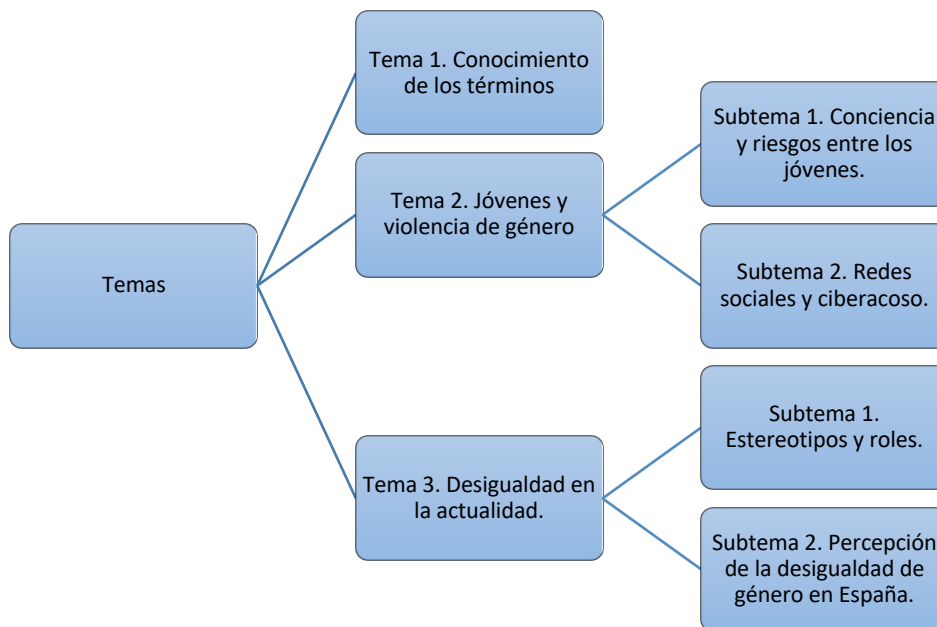 Temas
Tema 1. Conocimiento
de los términos
Tema 2. Jóvenes y
violencia de género
Subtema 1. Conciencia
y riesgos entre los
jóvenes.
Subtema 2. Redes
sociales y ciberacoso.
Tema 3. Desigualdad en
la actualidad.
Subtema 1.
Estereotipos y roles.
Subtema 2. Percepción
de la desigualdad de
género en España.